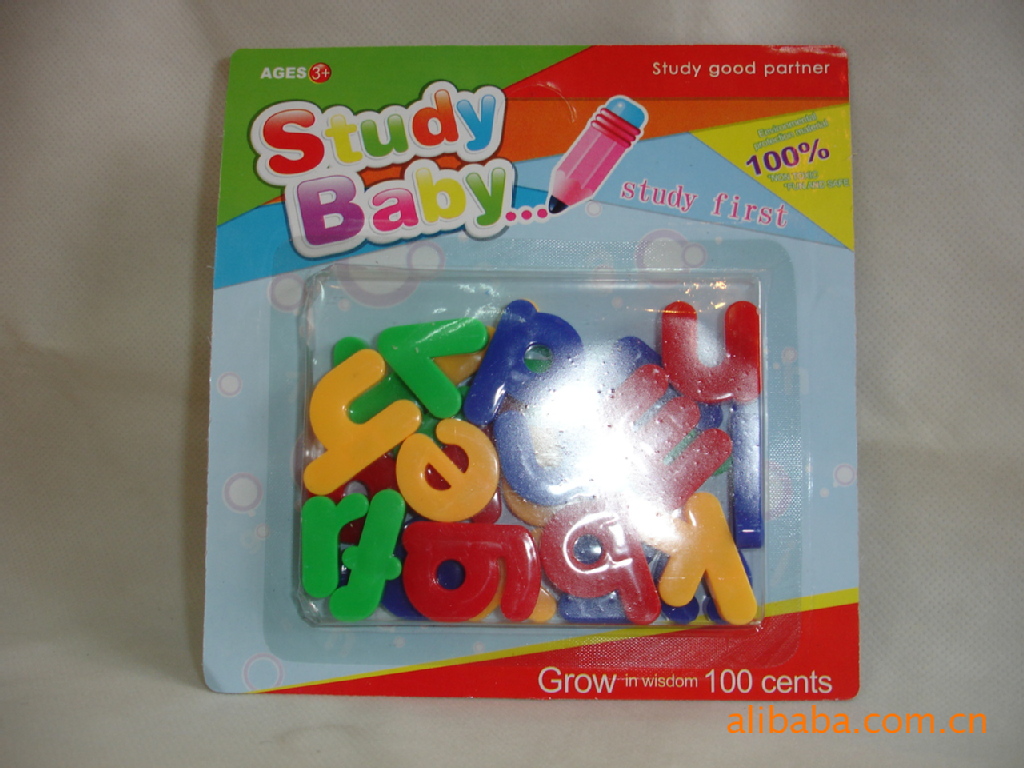 AGES 3+
Study good partner
Study
Baby...
study first
100%
Grow in wisdom 100 cents
alibaba.com.cn